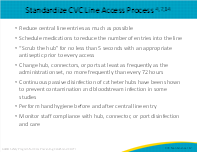 Standardize CVC Line Access Process
• Reduce central line entries as much as possible
• Schedule medications to reduce the number of entries into the line
• "Scrub the hub" for no less than 5 seconds with an appropriate
antiseptic prior to every access
• Change hub, connectors, or ports at least as frequently as the
administration set, no more frequently than every 72 hours
• Continuous passive disinfection of catheter hubs have been shown
to prevent contamination and bloodstream infection in some
studies
• Perform hand hygiene before and after central line entry
• Monitor staff compliance with hub, connector, or port disinfection
and care